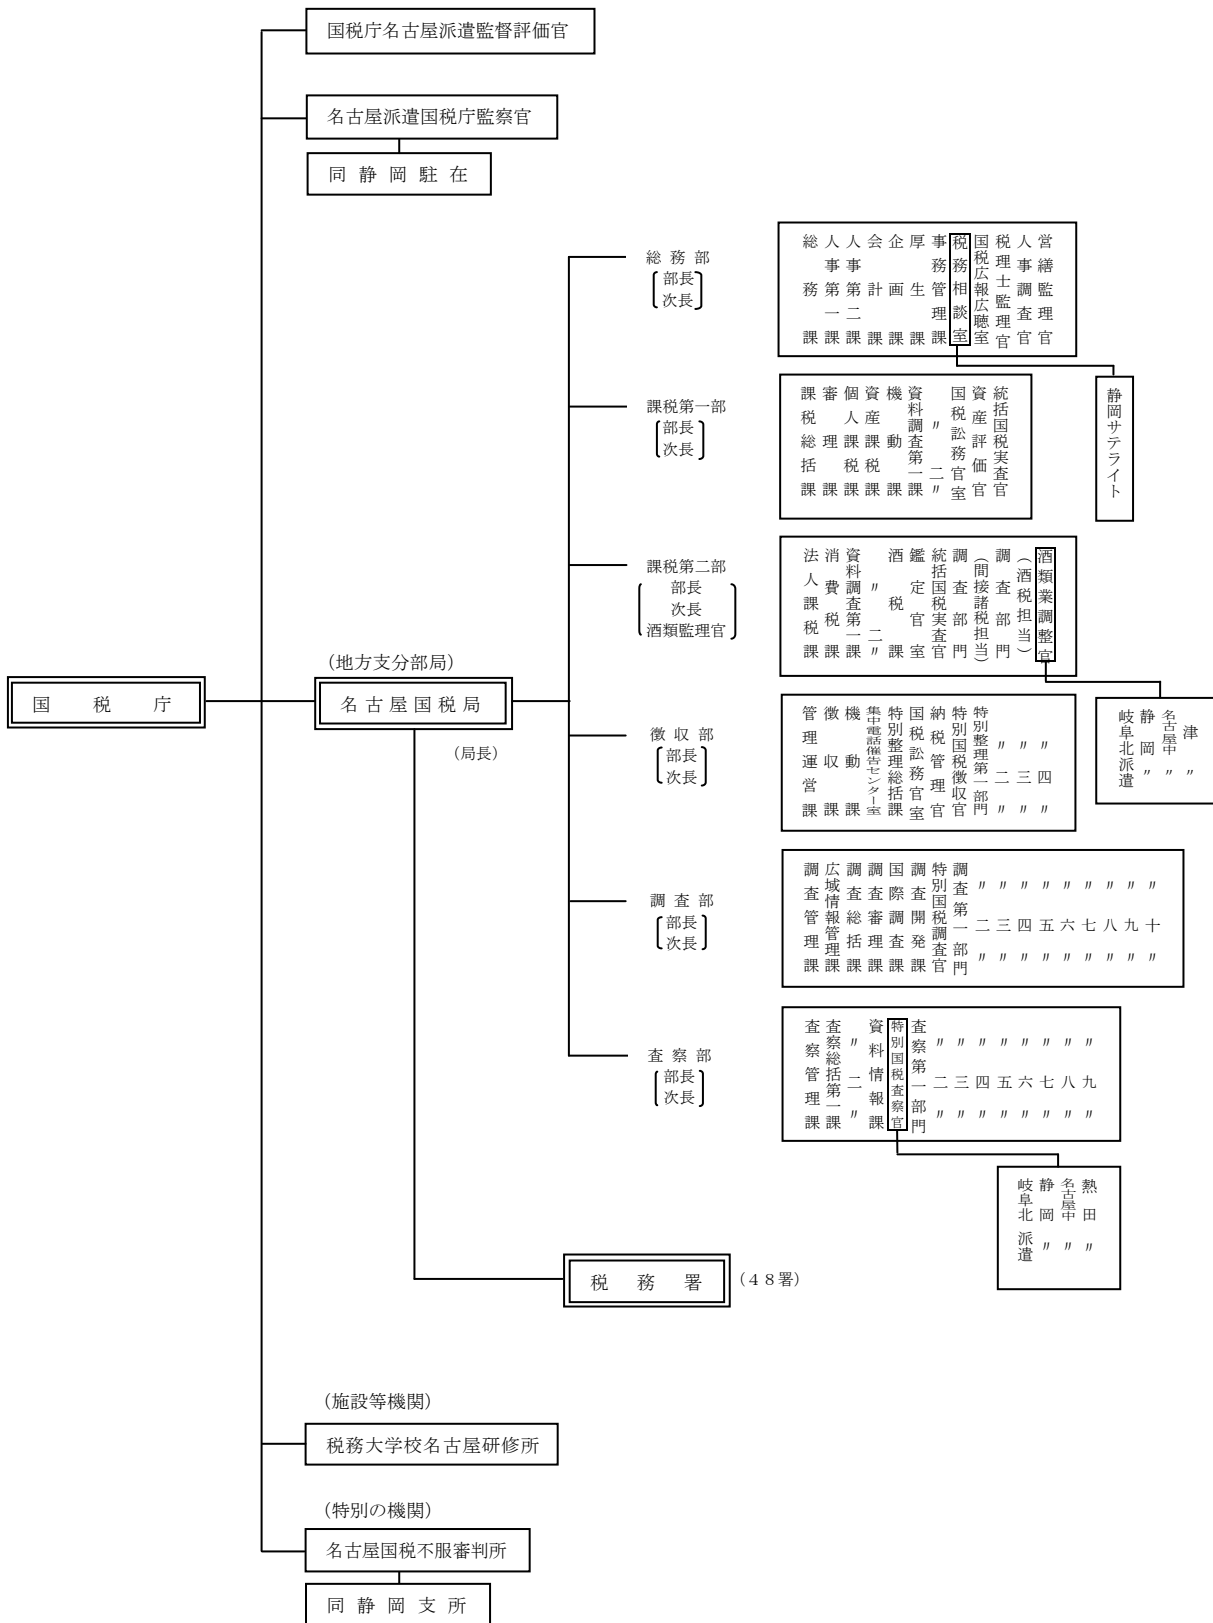 国税庁名古屋派遣監督評価官
名古屋派遣国税庁監察官
同静岡駐在
国税庁
(地方支分部局)
名古屋国税局
(局長)
総務部
部長
次長
総務課
人事第一課
人事第二課
会計課
企画課
厚生課
事務管理課
税務相談室
国税広報広聴室
税理士監理官
人事調査官
営繕監理官
静岡サテライト
課税第一部
部長
次長
課税総括課
審理課
個人課税課
資産課税課
機動課
資料調査第一課
〃二〃
国税訟務官室
資産評価官
統括国税実査官
課税第二部
部長
次長
酒類監理官
法人課税課
消費税課
資料調査第一課
〃二〃
酒税課
鑑定官室
統括国税実査官
調査部門
(間接諸税担当)
調査部門
(酒税担当)
酒類業調整官
岐阜北派遣
静岡〃
名古屋中〃
津〃
徴収部
部長
次長
管理運営課
徴収課
機動課
集中電話催告センター室
特別整理総括課
国税訟務官室
納税管理官
特別国税徴収官
特別整理第一部門
〃二〃
〃三〃
〃四〃
調査部
部長
次長
調査管理課
広域情報管理課
調査総括課
調査審理課
国際調査課
調査開発課
特別国税調査官
調査第一部門
〃二〃
〃三〃
〃四〃
〃五〃
〃六〃
〃七〃
〃八〃
〃九〃
〃十〃
査察部
部長
次長
査察管理課
査察総括第一課
〃二〃
資料情報課
特別国税査察官
査察第一部門
〃二〃
〃三〃
〃四〃
〃五〃
〃六〃
〃七〃
〃八〃
〃九〃
岐阜北派遣
静岡〃
名古屋中〃
熱田〃
税務署
(48署)
(施設等機関)
税務大学校名古屋研修所
(特別の機関)
名古屋国税不服審判所
同静岡支所